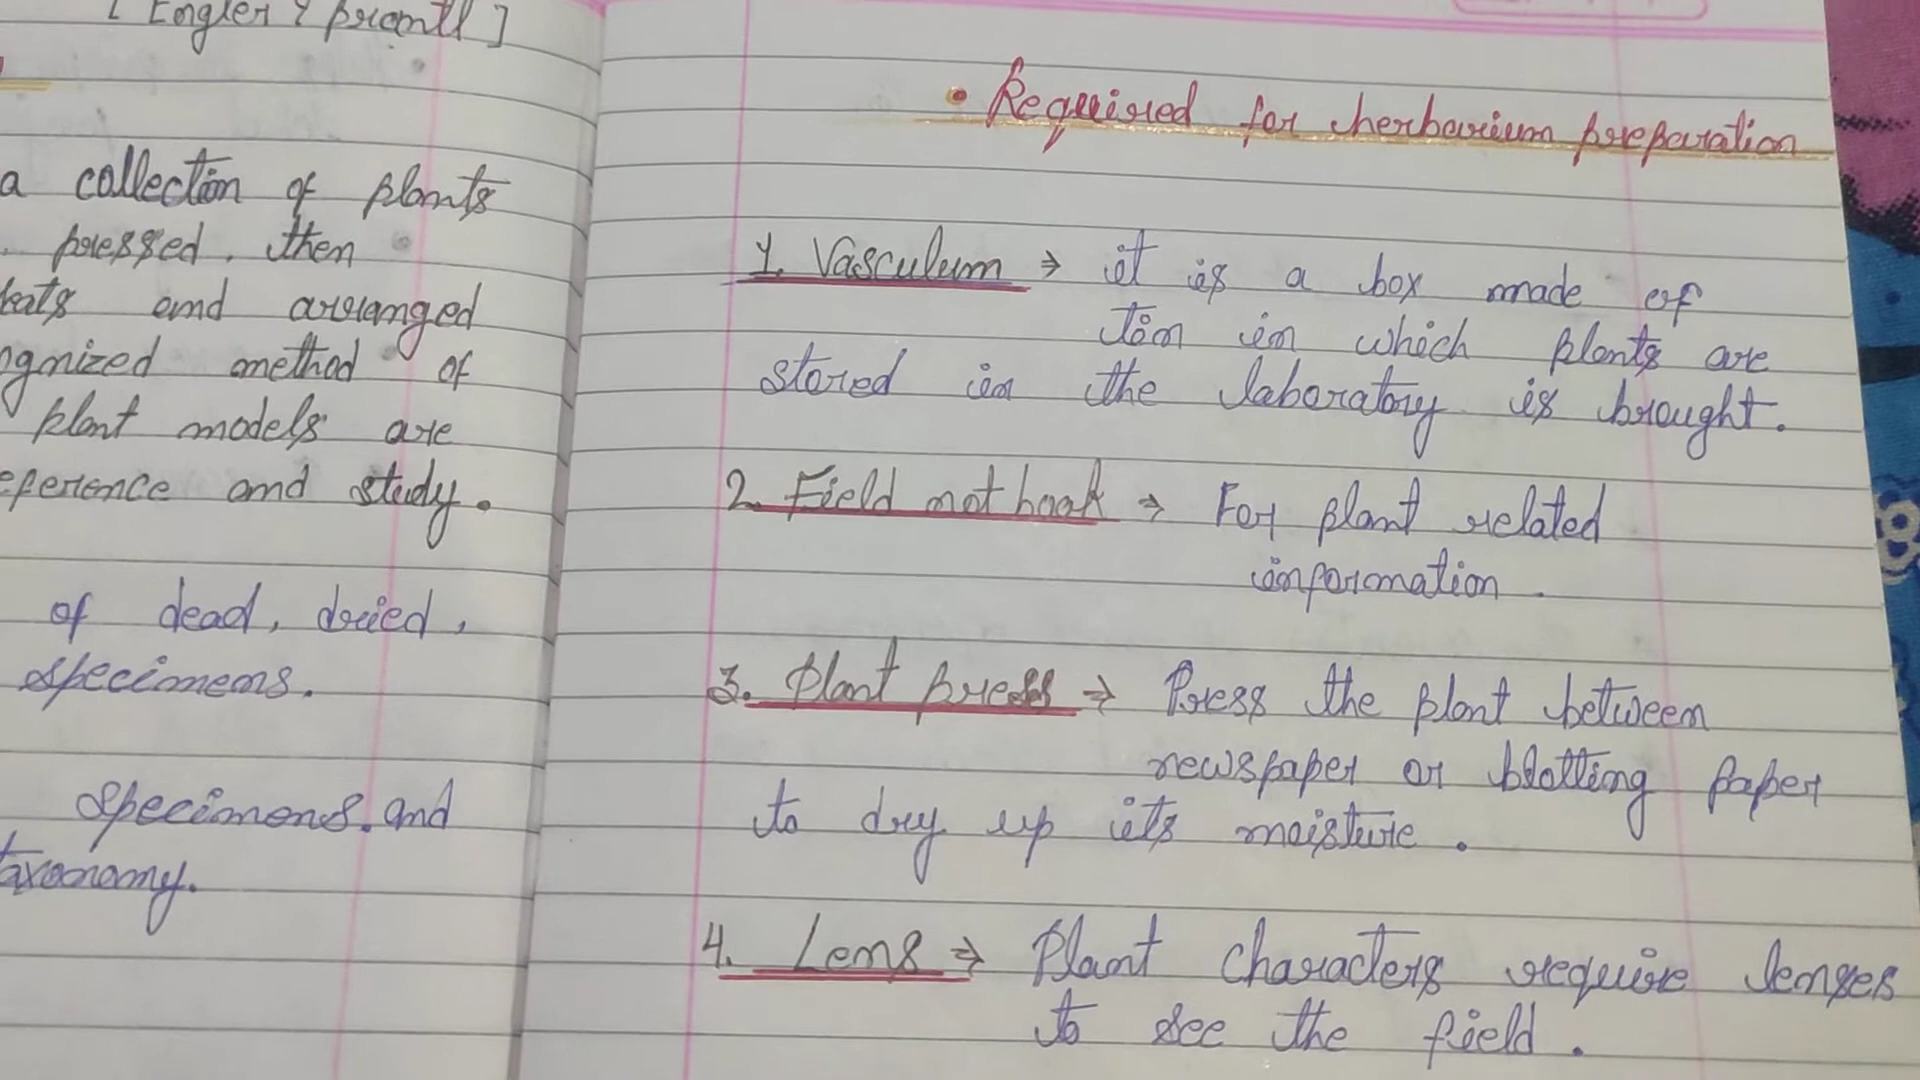 [ Engler & prantl ]
a collection of plants
pressed. then
and arranged
method of
plant models are
and study.
of dead, dried,
specimens.
specimens. and
taxonomy.
• Required for herbarium preparation
1. Vasculum → it is a box made of
tin in which plants are
stored in the laboratory is brought.
2. Field not book → For plant related
information.
3. Plant press → Press the plant between
newspaper or blotting paper
to dry up its moisture.
4. Lens → Plant characters require lenses
to see the field.